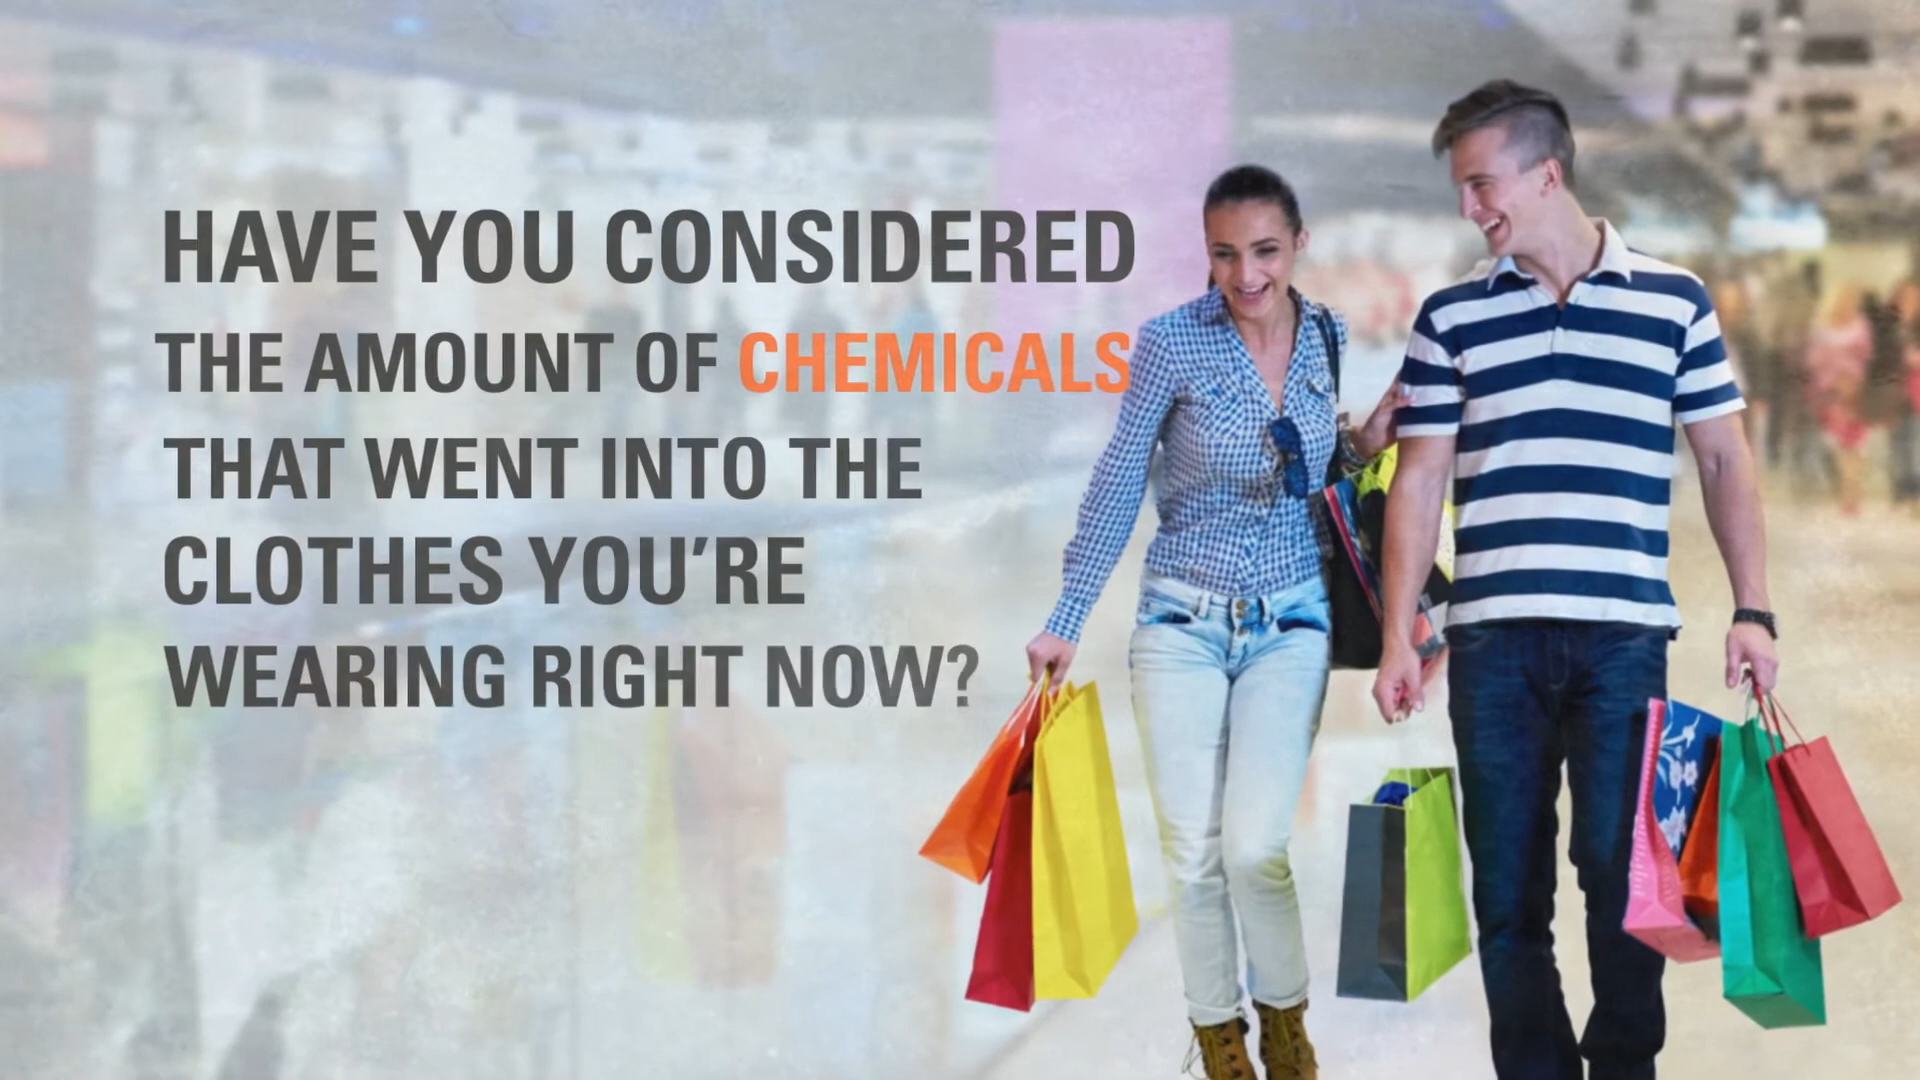 HAVE YOU CONSIDERED
THE AMOUNT OF CHEMICALS
THAT WENT INTO THE
CLOTHES YOU'RE
WEARING RIGHT NOW?